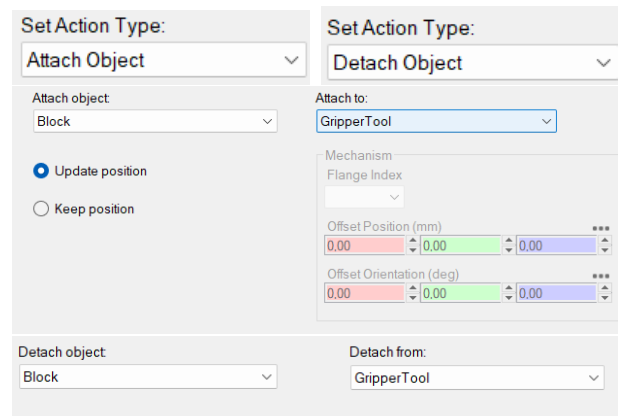 Set Action Type:
Set Action Type:
Attach Object
Detach Object
Attach object:
Attach to:
Block
GripperTool
Update position
Keep position
Mechanism
Flange Index
Offset Position (mm)
0,00 0,00 0,00
Offset Orientation (deg)
0,00 0,00 0,00
Detach object:
Detach from:
Block
GripperTool